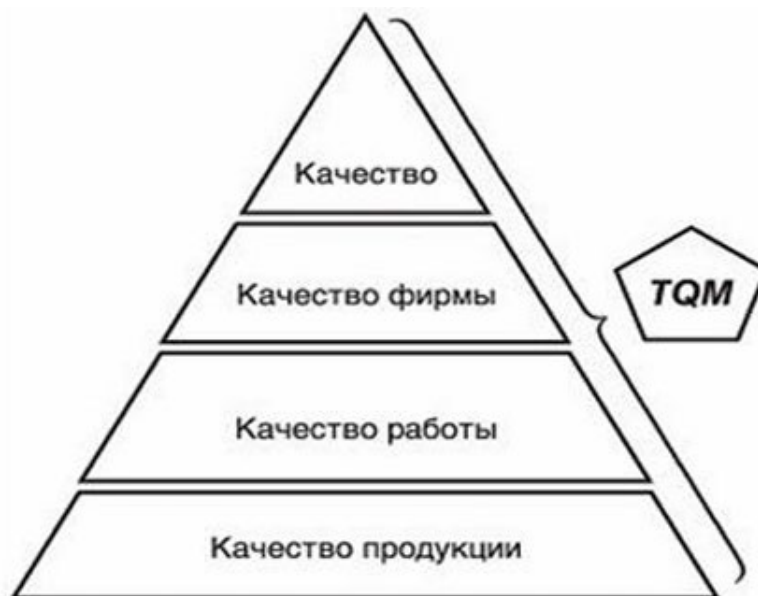 Качество
Качество фирмы
TQM
Качество работы
Качество продукции